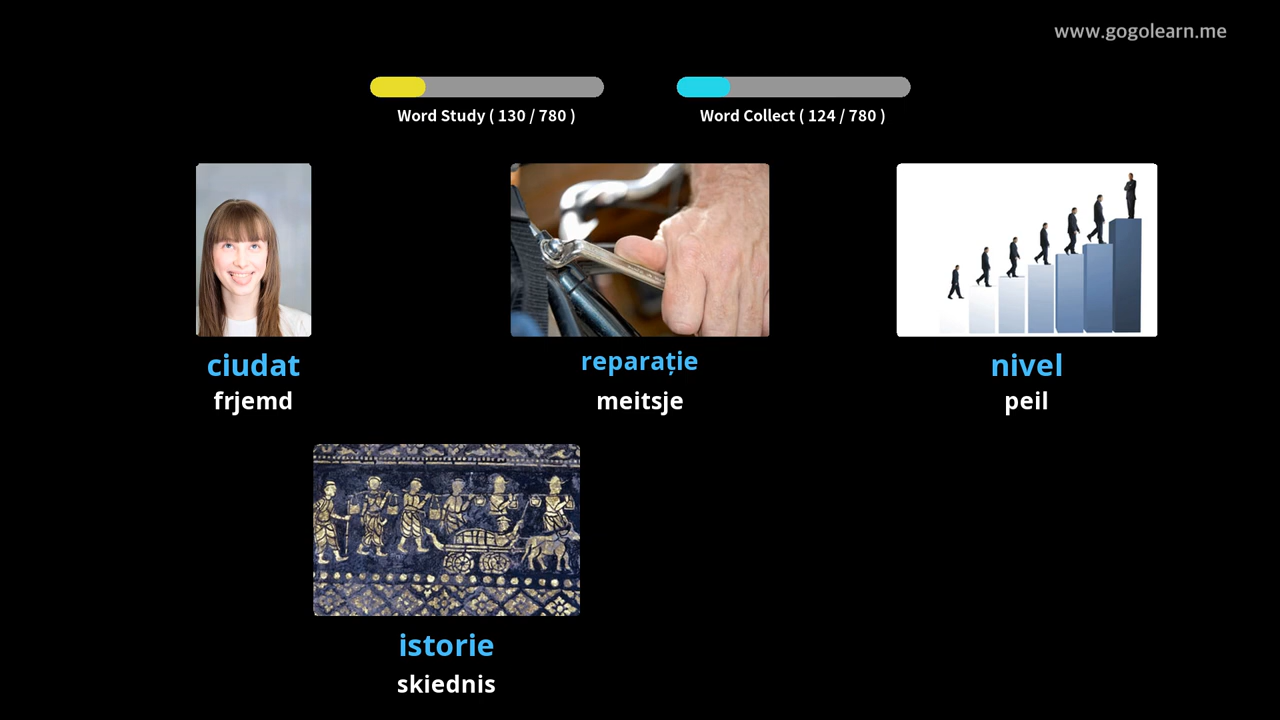 www.gogolearn.me
Word Study ( 130 / 780 )
Word Collect ( 124 / 780 )
ciudat
frjemd
reparație
meitsje
nivel
peil
istorie
skiednis